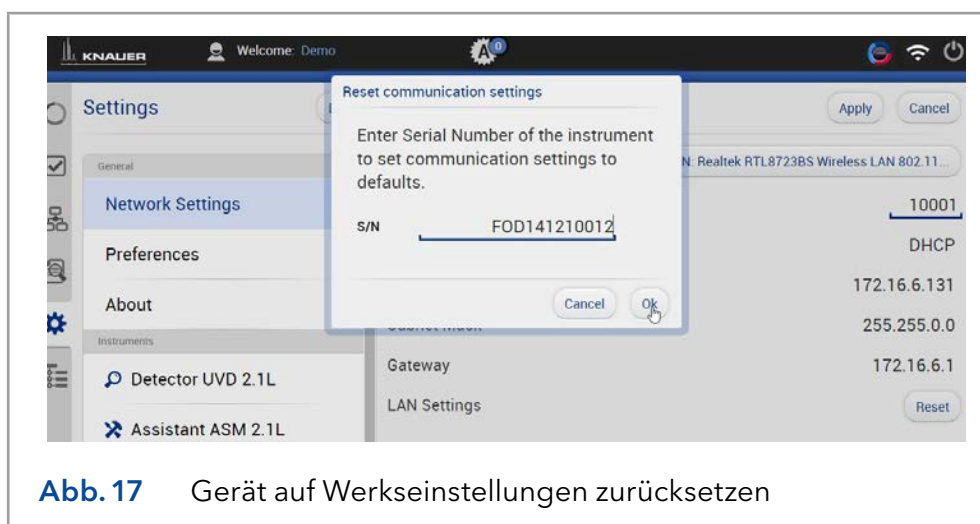 KNAUER
Welcome: Demo
A 0
Settings
Apply
Cancel
General
Network Settings
Preferences
About
Instruments
Detector UVD 2.1L
Assistant ASM 2.1L
Reset communication settings
Enter Serial Number of the instrument
to set communication settings to
defaults.
S/N FOD141210012
Cancel Ok
N: Realtek RTL8723BS Wireless LAN 802.11...
10001
DHCP
172.16.6.131
Subnet Mask 255.255.0.0
Gateway 172.16.6.1
LAN Settings Reset
Abb. 17 Gerät auf Werkseinstellungen zurücksetzen